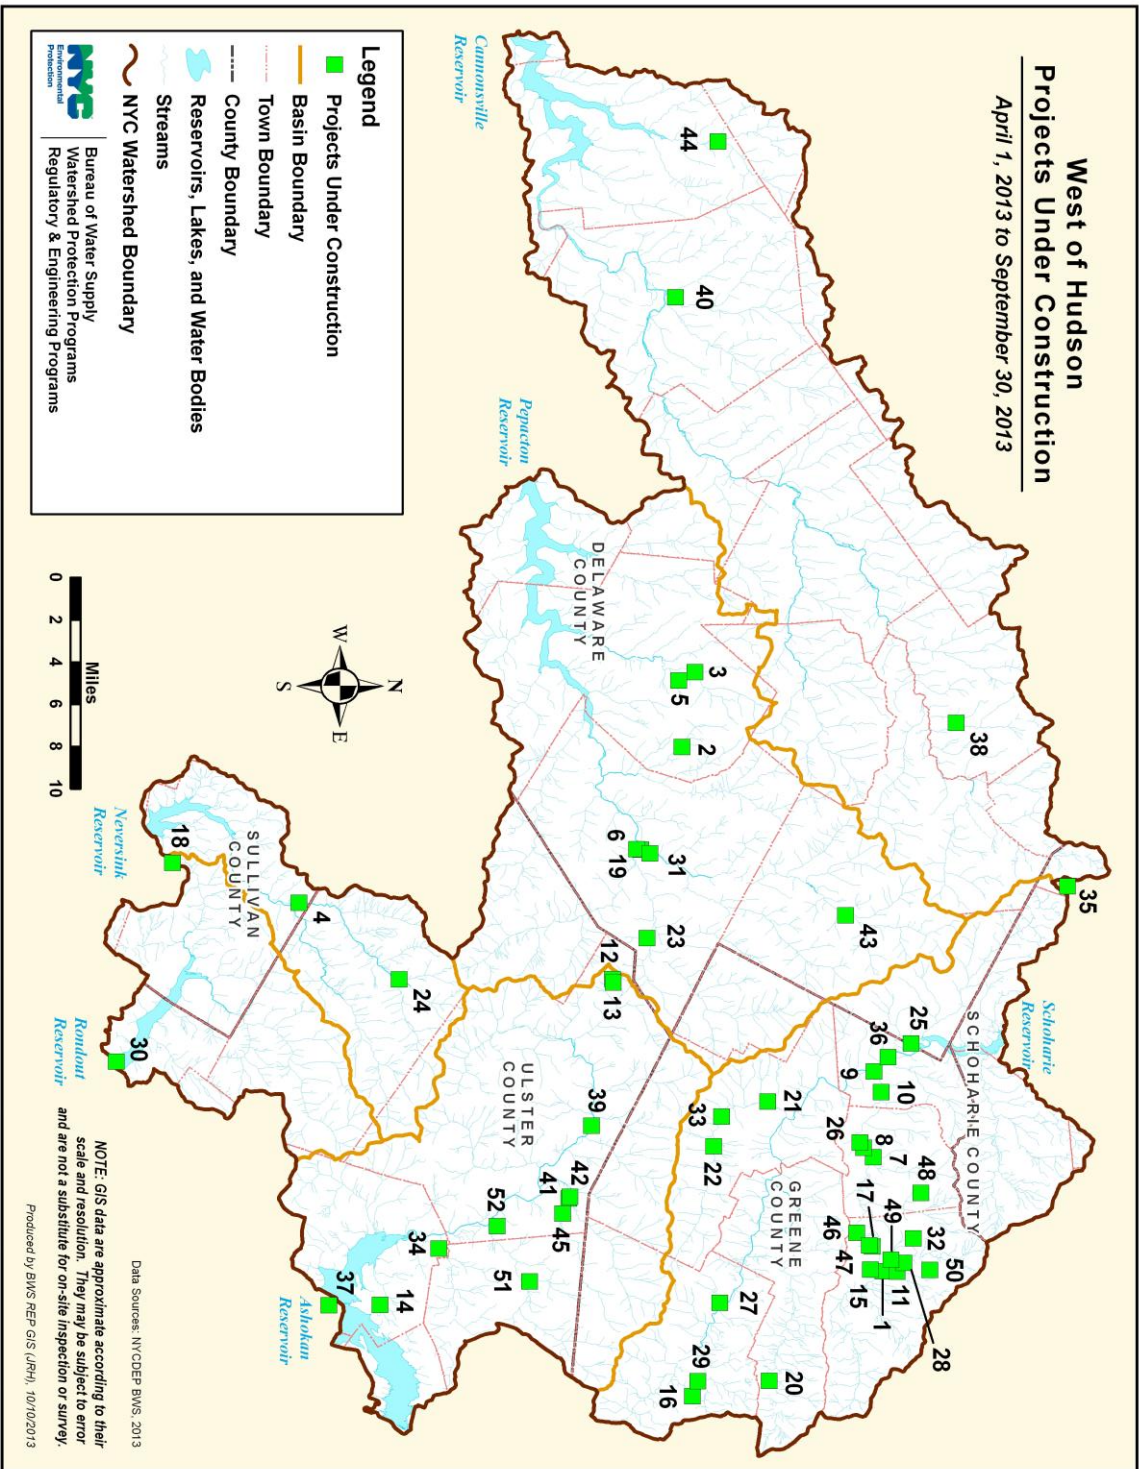 West of Hudson
Projects Under Construction
April 1, 2013 to September 30, 2013
Cannonsville
Reservoir
Pepacton
Reservoir
Neversink
Reservoir
Rondout
Reservoir
Ashokan
Reservoir
Schoharie
Reservoir
DELAWARE
COUNTY
SULLIVAN
COUNTY
ULSTER
COUNTY
GREENE
COUNTY
SCHOHARIE COUNTY
44
40
38
35
3
5
2
6
19
31
43
23
12
13
18
4
24
30
25
36
9
10
21
33
22
26
8
7
48
17
49
32
46
47
50
15
1
11
28
39
42
41
45
52
34
51
37
14
27
29
16
20
Legend
Projects Under Construction
Basin Boundary
Town Boundary
County Boundary
Reservoirs, Lakes, and Water Bodies
Streams
NYC Watershed Boundary
NYC
Environmental
Protection
Bureau of Water Supply
Watershed Protection Programs
Regulatory & Engineering Programs
N
W
E
S
0 2 4 6 8 10
Miles
Data Sources: NYCDEP BWS, 2013
NOTE: GIS data are approximate according to their
scale and resolution. They may be subject to error
and are not a substitute for on-site inspection or survey.
Produced by BWS REP GIS (JRH), 10/10/2013